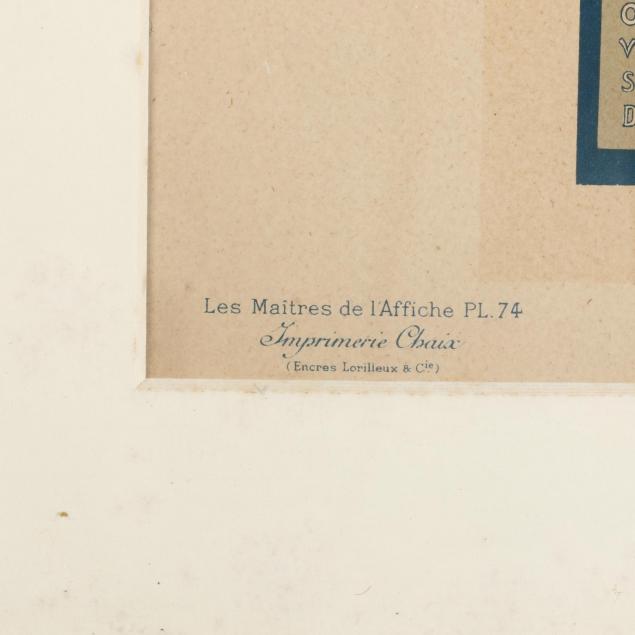 O
V
S
D
Les Maîtres de l'Affiche PL.74
Imprimerie Chaix
(Encres Lorilleux & Cie)